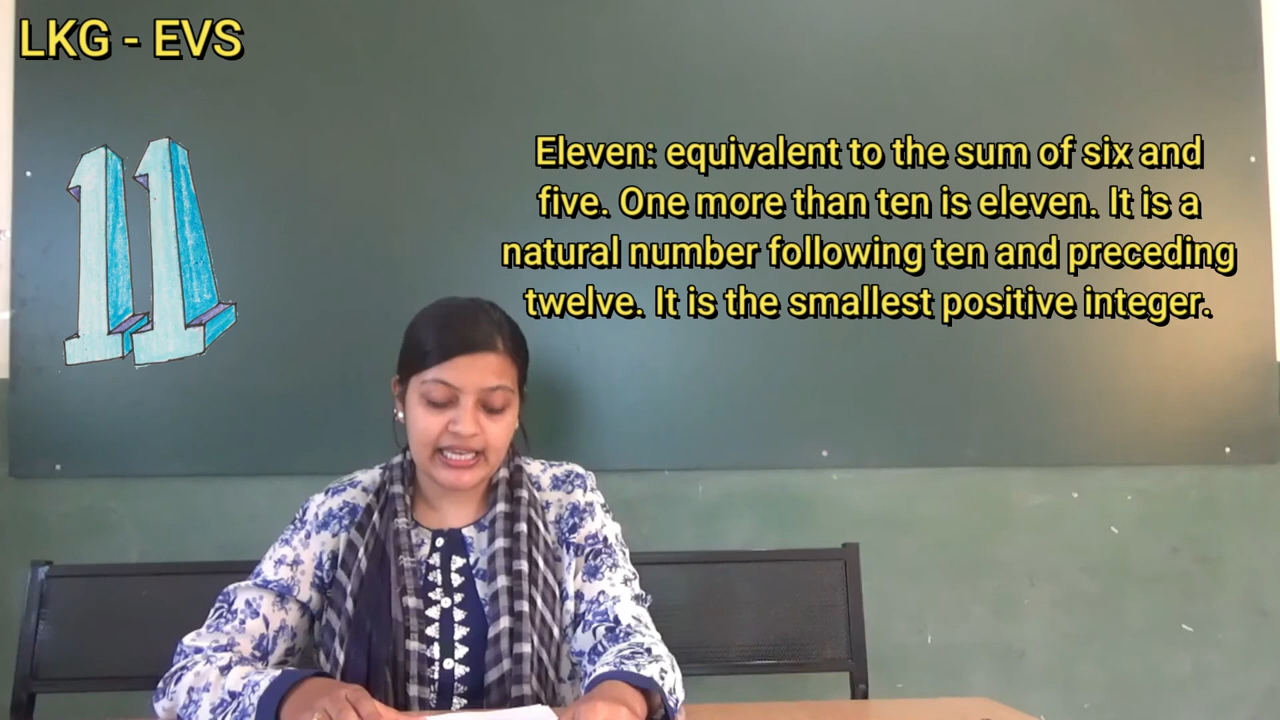 LKG - EVS
11
Eleven: equivalent to the sum of six and
five. One more than ten is eleven. It is a
natural number following ten and preceding
twelve. It is the smallest positive integer.